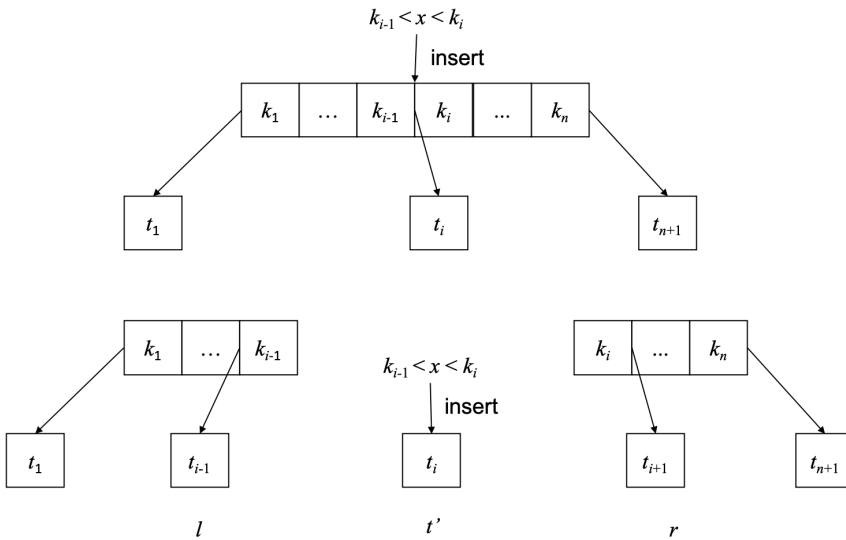 k_{i-1} < x < k_i
insert
k_1 … k_{i-1} k_i ... k_n
t_1 t_i t_{n+1}
k_1 … k_{i-1} k_i ... k_n
k_{i-1} < x < k_i
insert
t_1 t_{i-1} t_i t_{i+1} t_{n+1}
l t’ r